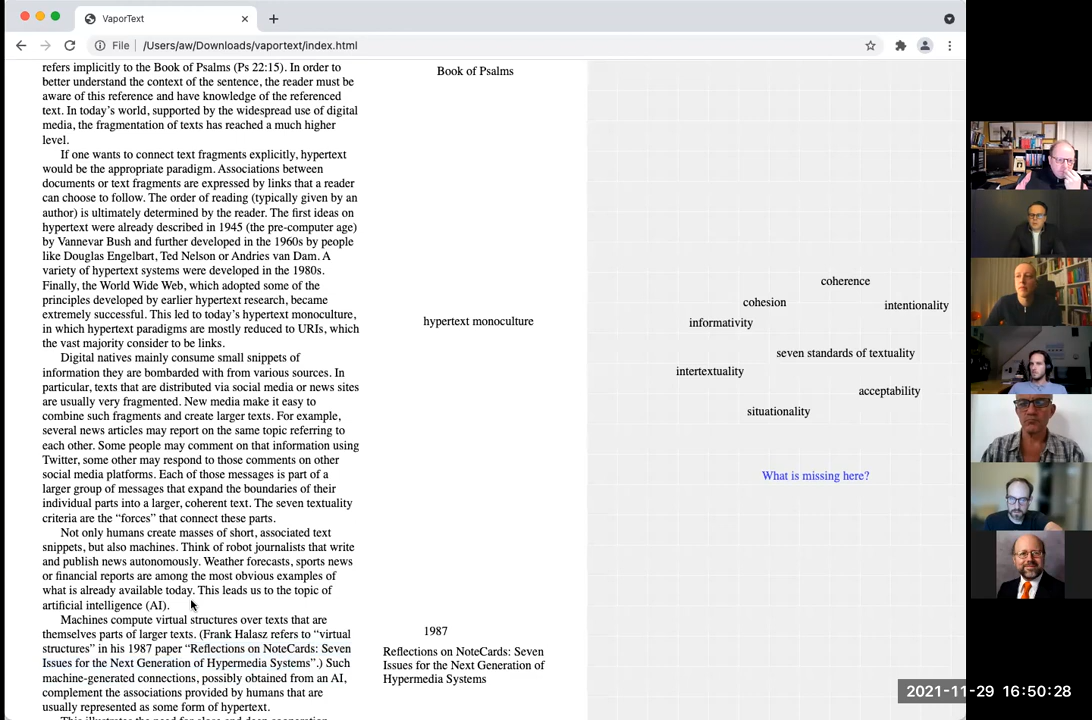 VaporText
File
/Users/aw/Downloads/vaportext/index.html
refers implicitly to the Book of Psalms (Ps 22:15). In order to
better understand the context of the sentence, the reader must be
aware of this reference and have knowledge of the referenced
text. In today's world, supported by the widespread use of digital
media, the fragmentation of texts has reached a much higher
level.
If one wants to connect text fragments explicitly, hypertext
would be the appropriate paradigm. Associations between
documents or text fragments are expressed by links that a reader
can choose to follow. The order of reading (typically given by an
author) is ultimately determined by the reader. The first ideas on
hypertext were already described in 1945 (the pre-computer age)
by Vannevar Bush and further developed in the 1960s by people
like Douglas Engelbart, Ted Nelson or Andries van Dam. A
variety of hypertext systems were developed in the 1980s.
Finally, the World Wide Web, which adopted some of the
principles developed by earlier hypertext research, became
extremely successful. This led to today's hypertext monoculture,
in which hypertext paradigms are mostly reduced to URIs, which
the vast majority consider to be links.
Digital natives mainly consume small snippets of
information they are bombarded with from various sources. In
particular, texts that are distributed via social media or news sites
are usually very fragmented. New media make it easy to
combine such fragments and create larger texts. For example,
several news articles may report on the same topic referring to
each other. Some people may comment on that information using
Twitter, some other may respond to those comments on other
social media platforms. Each of those messages is part of a
larger group of messages that expand the boundaries of their
individual parts into a larger, coherent text. The seven textuality
criteria are the “forces” that connect these parts.
Not only humans create masses of short, associated text
snippets, but also machines. Think of robot journalists that write
and publish news autonomously. Weather forecasts, sports news
or financial reports are among the most obvious examples of
what is already available today. This leads us to the topic of
artificial intelligence (AI).
Machines compute virtual structures over texts that are
themselves parts of larger texts. (Frank Halasz refers to “virtual
structures” in his 1987 paper “Reflections on NoteCards: Seven
Issues for the Next Generation of Hypermedia Systems”.) Such
machine-generated connections, possibly obtained from an AI,
complement the associations provided by humans that are
usually represented as some form of hypertext.
Book of Psalms
hypertext monoculture
1987
Reflections on NoteCards: Seven
Issues for the Next Generation of
Hypermedia Systems
coherence
cohesion
intentionality
informativity
seven standards of textuality
intertextuality
acceptability
situationality
What is missing here?
2021-11-29 16:50:28